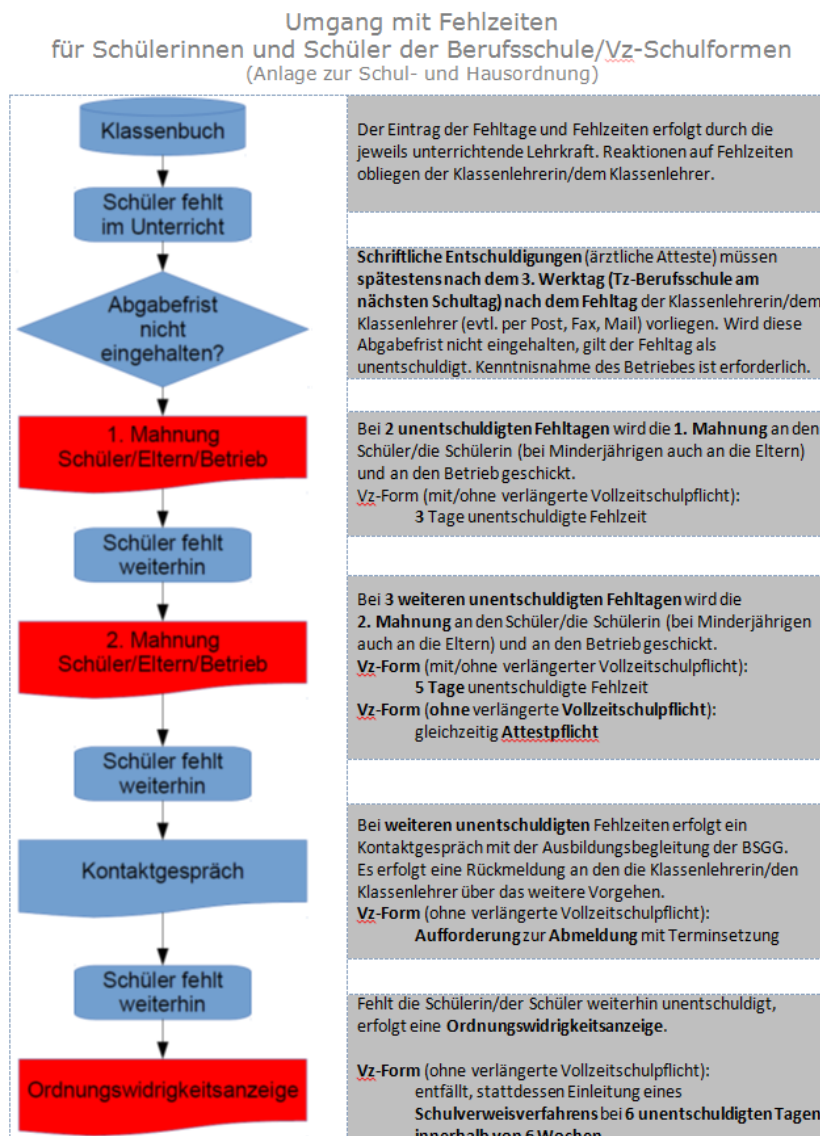 Umgang mit Fehlzeiten
für Schülerinnen und Schüler der Berufsschule/Vz-Schulformen
(Anlage zur Schul- und Hausordnung)
Klassenbuch
Der Eintrag der Fehltage und Fehlzeiten erfolgt durch die
jeweils unterrichtende Lehrkraft. Reaktionen auf Fehlzeiten
obliegen der Klassenlehrerin/dem Klassenlehrer.
Schüler fehlt
im Unterricht
Abgabefrist
nicht
eingehalten?
Schriftliche Entschuldigungen (ärztliche Atteste) müssen
spätestens nach dem 3. Werktag (Tz-Berufsschule am
nächsten Schultag) nach dem Fehltag der Klassenlehrerin/dem
Klassenlehrer (evtl. per Post, Fax, Mail) vorliegen. Wird diese
Abgabefrist nicht eingehalten, gilt der Fehltag als
unentschuldigt. Kenntnisnahme des Betriebes ist erforderlich.
1. Mahnung
Schüler/Eltern/Betrieb
Bei 2 unentschuldigten Fehltagen wird die 1. Mahnung an den
Schüler/die Schülerin (bei Minderjährigen auch an die Eltern)
und an den Betrieb geschickt.
Vz-Form (mit/ohne verlängerte Vollzeitschulpflicht):
3 Tage unentschuldigte Fehlzeit
Schüler fehlt
weiterhin
2. Mahnung
Schüler/Eltern/Betrieb
Bei 3 weiteren unentschuldigten Fehltagen wird die
2. Mahnung an den Schüler/die Schülerin (bei Minderjährigen
auch an die Eltern) und an den Betrieb geschickt.
Vz-Form (mit/ohne verlängerter Vollzeitschulpflicht):
5 Tage unentschuldigte Fehlzeit
Vz-Form (ohne verlängerte Vollzeitschulpflicht):
gleichzeitig Attestpflicht
Schüler fehlt
weiterhin
Kontaktgespräch
Bei weiteren unentschuldigten Fehlzeiten erfolgt ein
Kontaktgespräch mit der Ausbildungsbegleitung der BSGG.
Es erfolgt eine Rückmeldung an den die Klassenlehrerin/den
Klassenlehrer über das weitere Vorgehen.
Vz-Form (ohne verlängerte Vollzeitschulpflicht):
Aufforderung zur Abmeldung mit Terminsetzung
Schüler fehlt
weiterhin
Ordnungswidrigkeitsanzeige
Fehlt die Schülerin/der Schüler weiterhin unentschuldigt,
erfolgt eine Ordnungswidrigkeitsanzeige.
Vz-Form (ohne verlängerte Vollzeitschulpflicht):
entfällt, stattdessen Einleitung eines
Schulverweisverfahrens bei 6 unentschuldigten Tagen
innerhalb von 6 Wochen